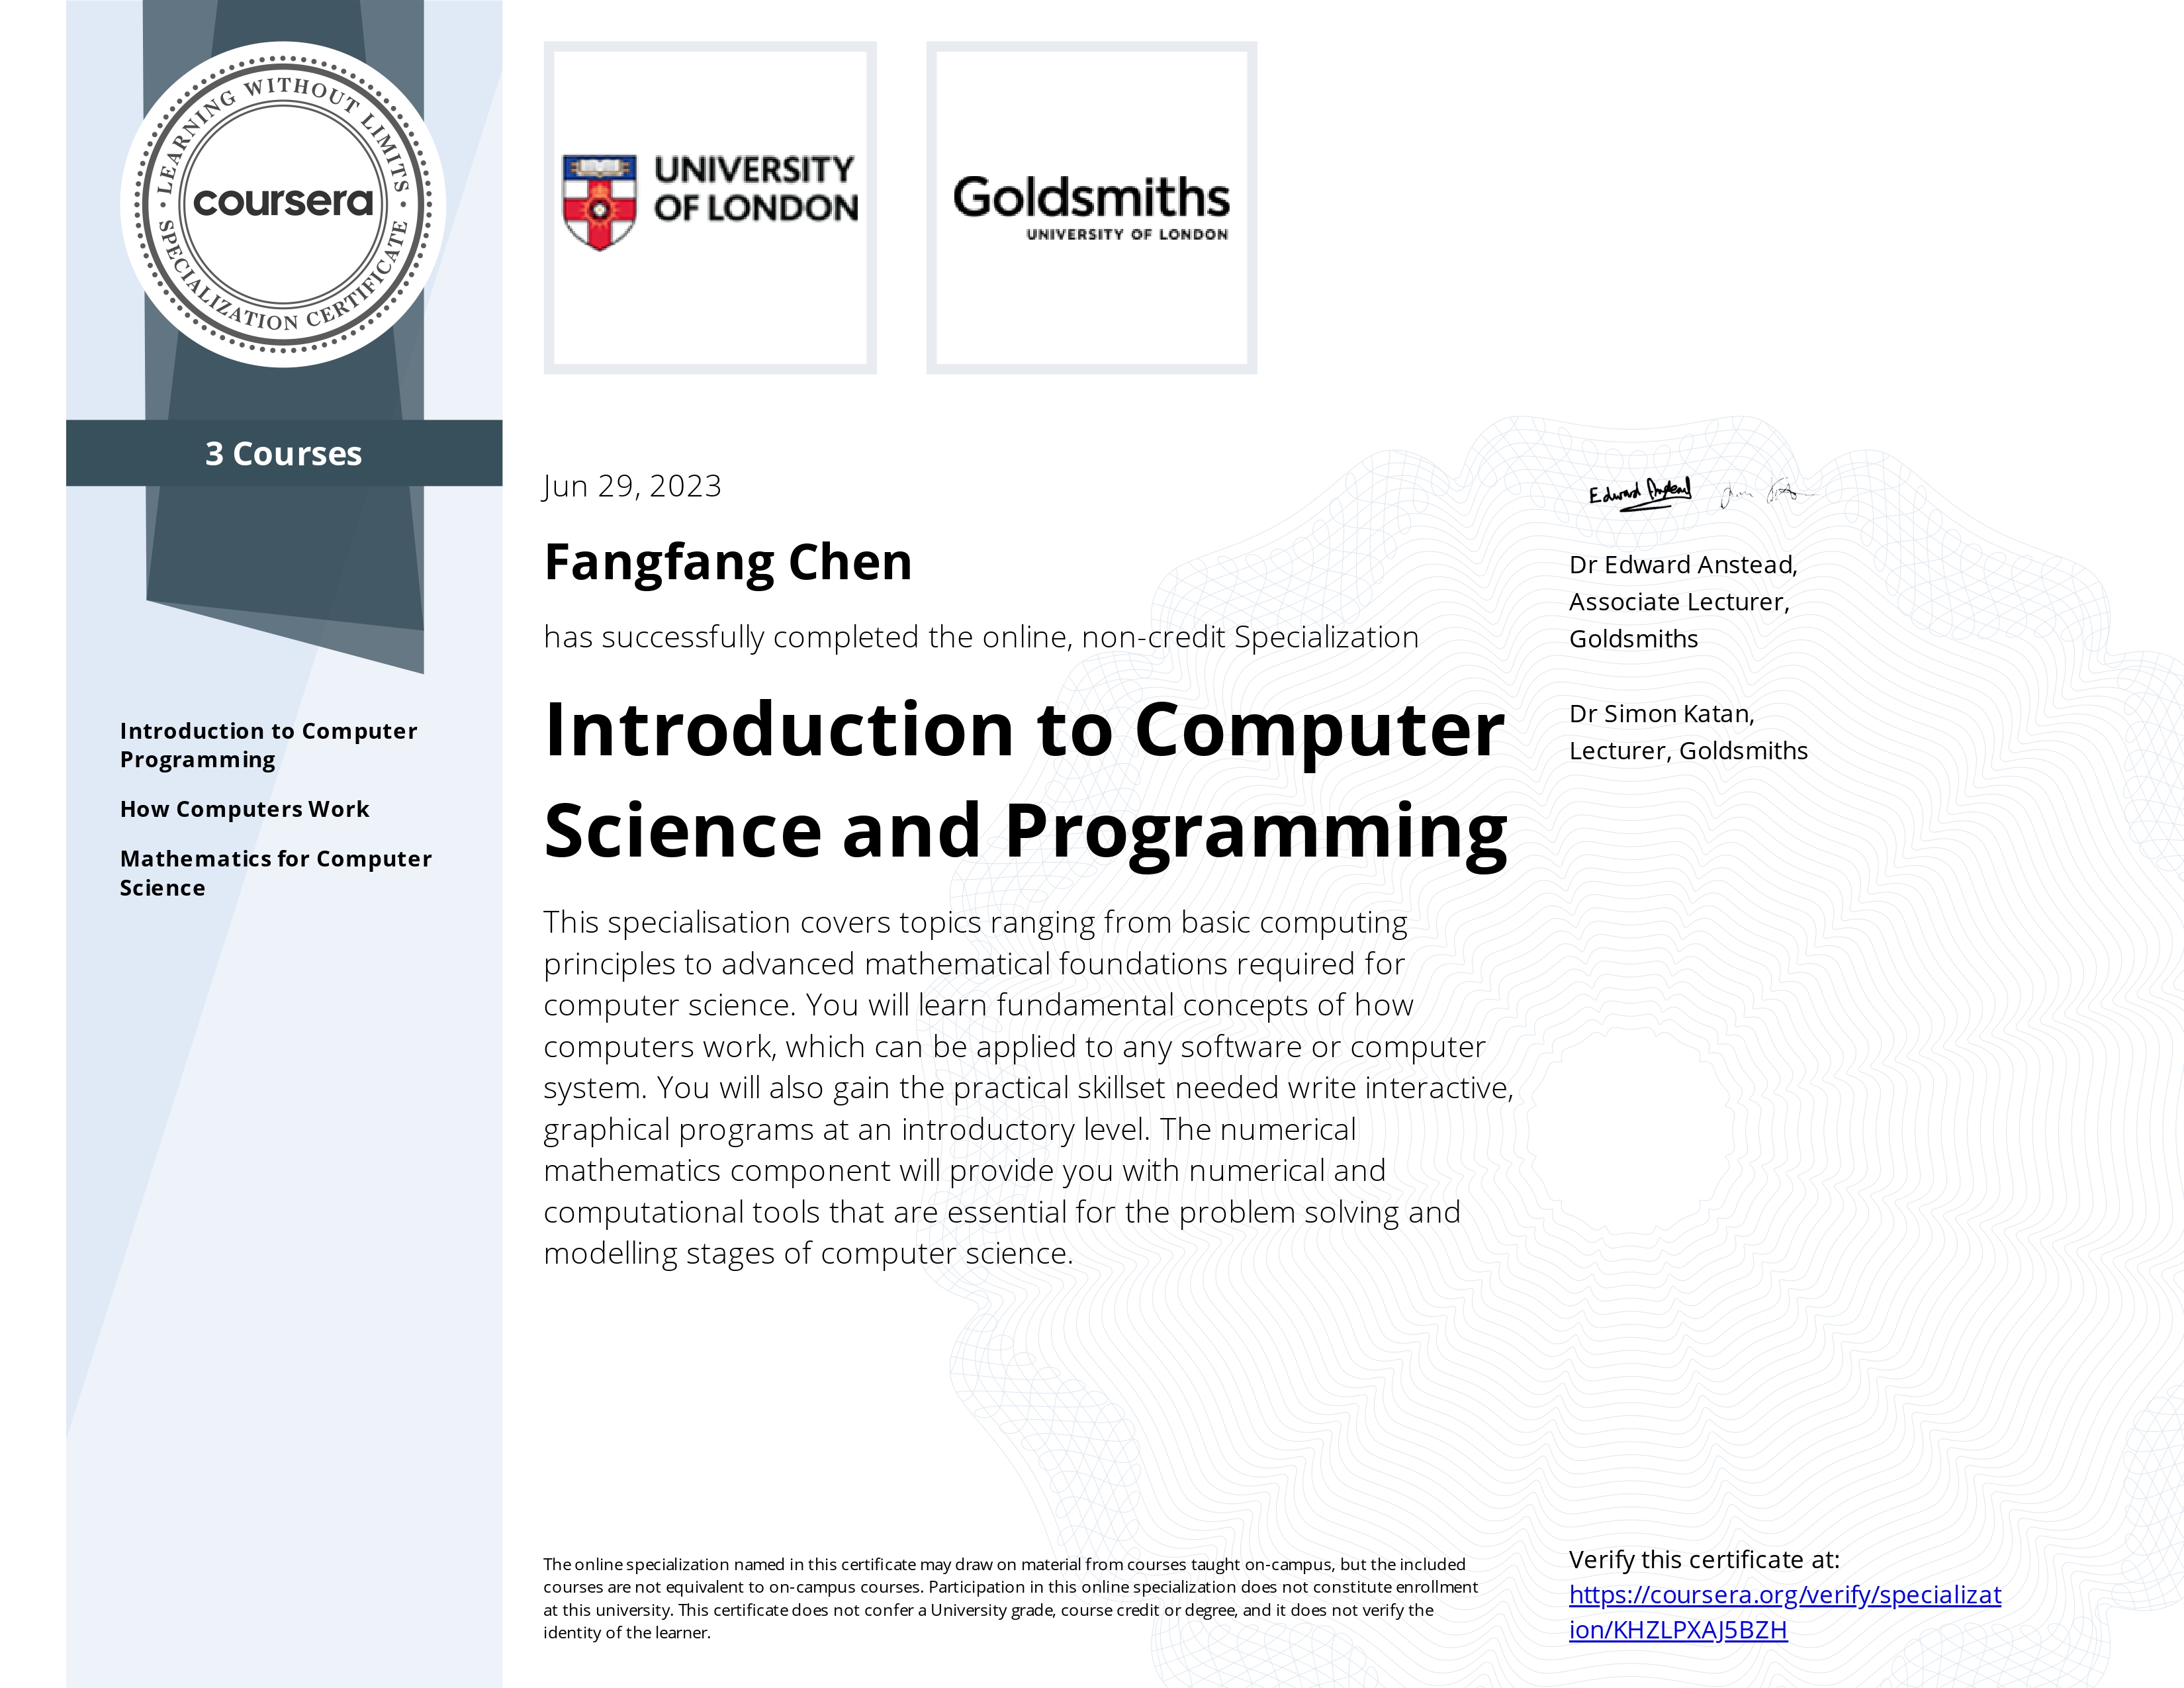 LEARNING WITHOUT LIMITS
coursera
SPECIALIZATION CERTIFICATE
3 Courses
Introduction to Computer
Programming
How Computers Work
Mathematics for Computer
Science
UNIVERSITY
OF LONDON
Goldsmiths
UNIVERSITY OF LONDON
Jun 29, 2023
Fangfang Chen
has successfully completed the online, non-credit Specialization
Introduction to Computer
Science and Programming
This specialisation covers topics ranging from basic computing
principles to advanced mathematical foundations required for
computer science. You will learn fundamental concepts of how
computers work, which can be applied to any software or computer
system. You will also gain the practical skillset needed write interactive,
graphical programs at an introductory level. The numerical
mathematics component will provide you with numerical and
computational tools that are essential for the problem solving and
modelling stages of computer science.
Edward Anstead
Dr Edward Anstead,
Associate Lecturer,
Goldsmiths
Dr Simon Katan,
Lecturer, Goldsmiths
The online specialization named in this certificate may draw on material from courses taught on-campus, but the included
courses are not equivalent to on-campus courses. Participation in this online specialization does not constitute enrollment
at this university. This certificate does not confer a University grade, course credit or degree, and it does not verify the
identity of the learner.
Verify this certificate at:
https://coursera.org/verify/specializat
ion/KHZLPXAJ5BZH